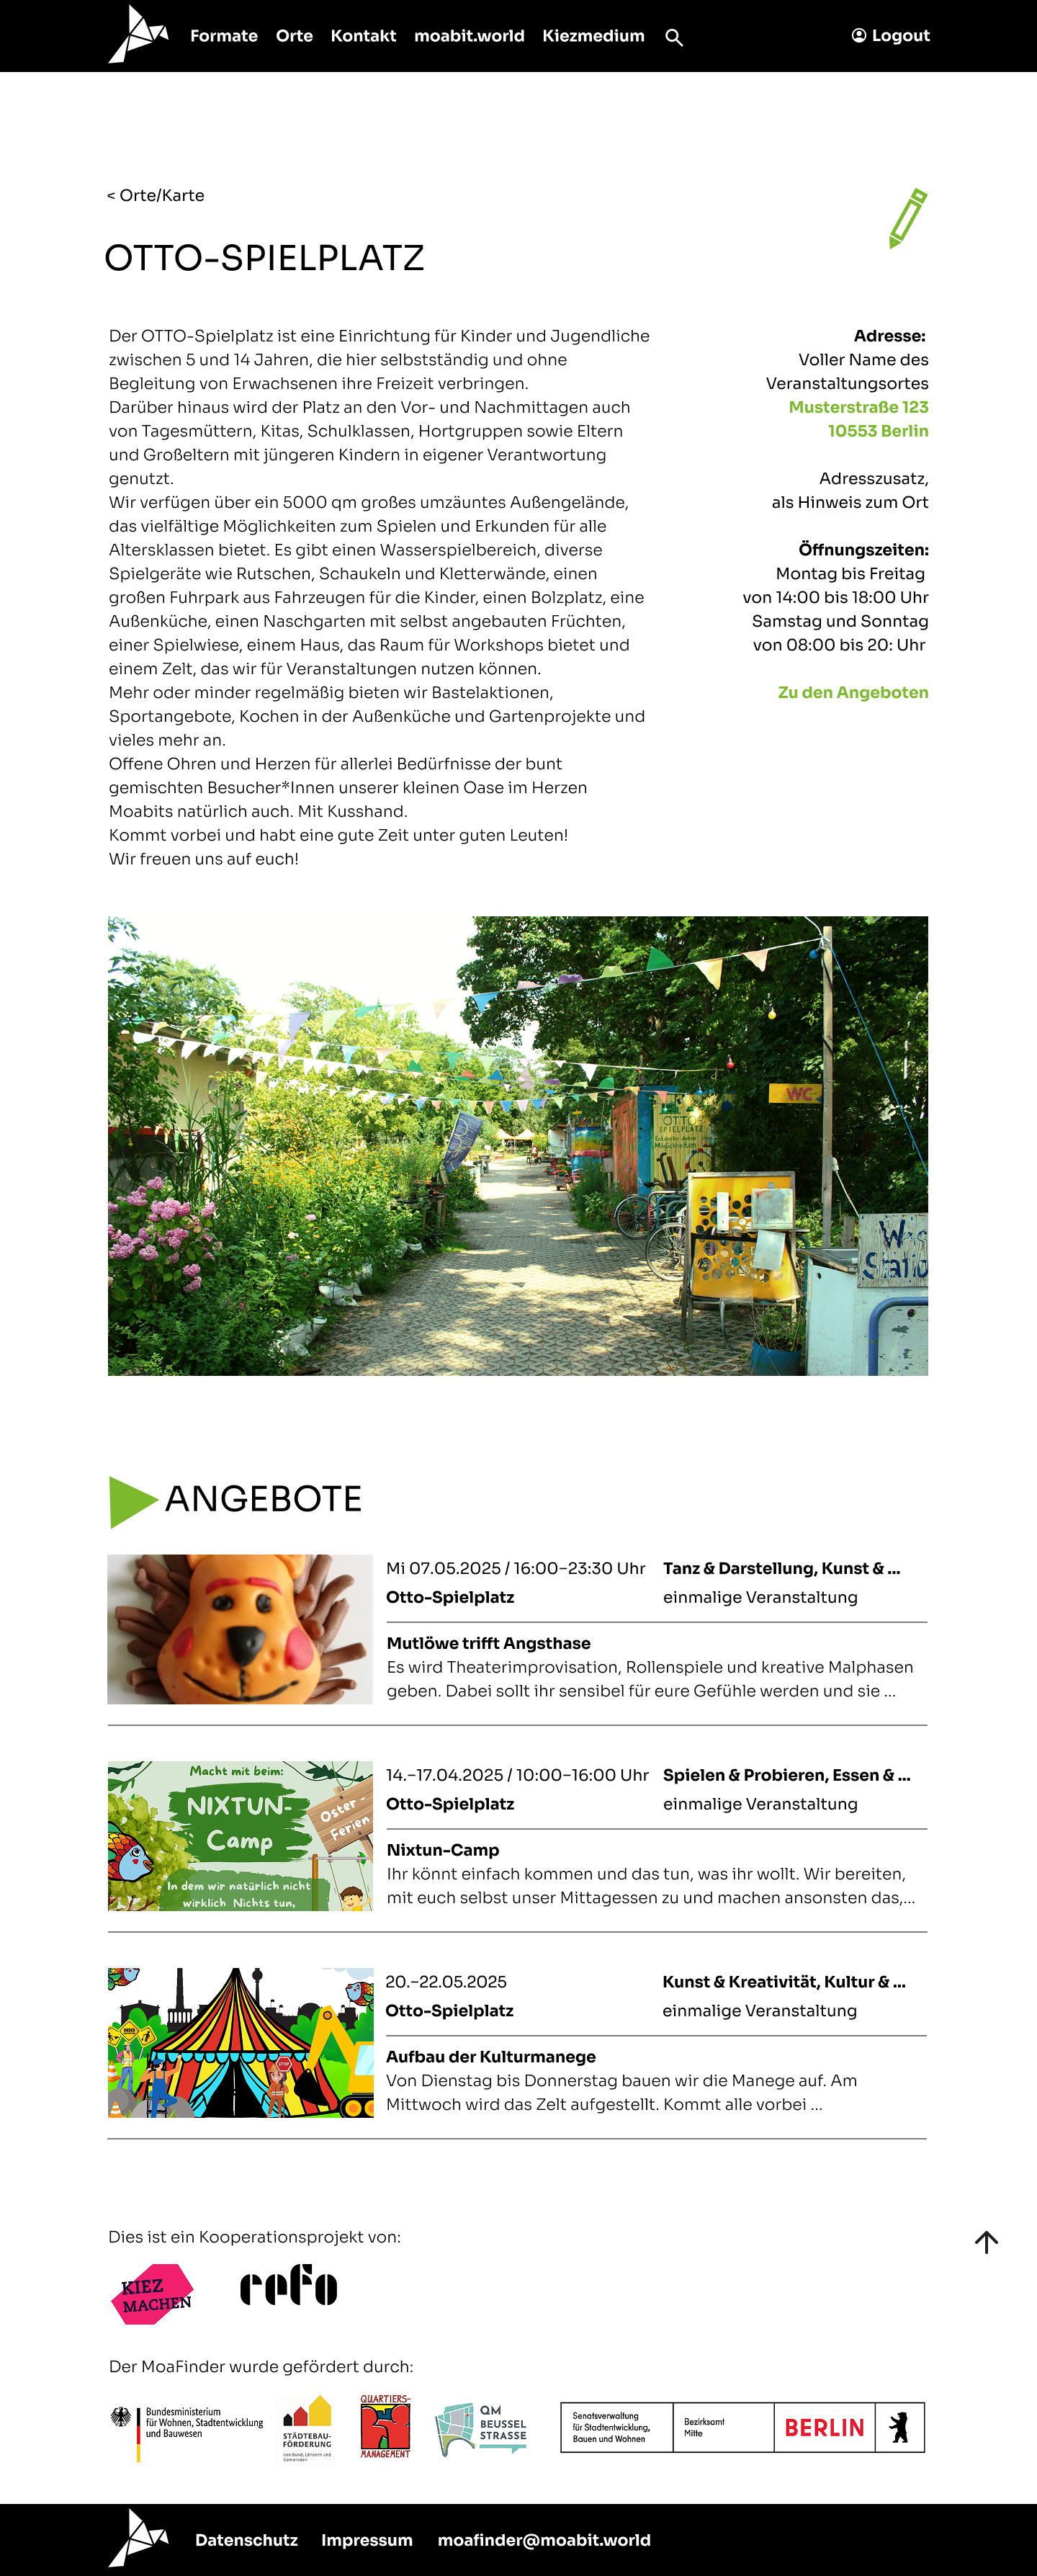 Formate Orte Kontakt moabit.world Kiezmedium Logout
< Orte/Karte
OTTO-SPIELPLATZ
Der OTTO-Spielplatz ist eine Einrichtung für Kinder und Jugendliche
zwischen 5 und 14 Jahren, die hier selbstständig und ohne
Begleitung von Erwachsenen ihre Freizeit verbringen.
Darüber hinaus wird der Platz an den Vor- und Nachmittagen auch
von Tagesmüttern, Kitas, Schulklassen, Hortgruppen sowie Eltern
und Großeltern mit jüngeren Kindern in eigener Verantwortung
genutzt.
Wir verfügen über ein 5000 qm großes umzäuntes Außengelände,
das vielfältige Möglichkeiten zum Spielen und Erkunden für alle
Altersklassen bietet. Es gibt einen Wasserspielbereich, diverse
Spielgeräte wie Rutschen, Schaukeln und Kletterwände, einen
großen Fuhrpark aus Fahrzeugen für die Kinder, einen Bolzplatz, eine
Außenküche, einen Naschgarten mit selbst angebauten Früchten,
einer Spielwiese, einem Haus, das Raum für Workshops bietet und
einem Zelt, das wir für Veranstaltungen nutzen können.
Mehr oder minder regelmäßig bieten wir Bastelaktionen,
Sportangebote, Kochen in der Außenküche und Gartenprojekte und
vieles mehr an.
Offene Ohren und Herzen für allerlei Bedürfnisse der bunt
gemischten Besucher*Innen unserer kleinen Oase im Herzen
Moabits natürlich auch. Mit Kusshand.
Kommt vorbei und habt eine gute Zeit unter guten Leuten!
Wir freuen uns auf euch!
Adresse:
Voller Name des
Veranstaltungsortes
Musterstraße 123
10553 Berlin
Adresszusatz,
als Hinweis zum Ort
Öffnungszeiten:
Montag bis Freitag
von 14:00 bis 18:00 Uhr
Samstag und Sonntag
von 08:00 bis 20: Uhr
Zu den Angeboten
WC
OTTO
SPIELPLATZ
ANGEBOTE
Mi 07.05.2025 / 16:00–23:30 Uhr
Tanz & Darstellung, Kunst & ...
Otto-Spielplatz
einmalige Veranstaltung
Mutlöwe trifft Angsthase
Es wird Theaterimprovisation, Rollenspiele und kreative Malphasen
geben. Dabei sollt ihr sensibel für eure Gefühle werden und sie ...
Macht mit beim:
NIXTUN-
Camp
Oster-
Ferien
In dem wir natürlich nicht
wirklich Nichts tun,
14.–17.04.2025 / 10:00–16:00 Uhr
Spielen & Probieren, Essen & ...
Otto-Spielplatz
einmalige Veranstaltung
Nixtun-Camp
Ihr könnt einfach kommen und das tun, was ihr wollt. Wir bereiten,
mit euch selbst unser Mittagessen zu und machen ansonsten das,...
STOP
20.–22.05.2025
Kunst & Kreativität, Kultur & ...
Otto-Spielplatz
einmalige Veranstaltung
Aufbau der Kulturmanege
Von Dienstag bis Donnerstag bauen wir die Manege auf. Am
Mittwoch wird das Zelt aufgestellt. Kommt alle vorbei ...
Dies ist ein Kooperationsprojekt von:
KIEZ
MACHEN
refo
Der MoaFinder wurde gefördert durch:
Bundesministerium
für Wohnen, Stadtentwicklung
und Bauwesen
STÄDTEBAU-
FÖRDERUNG
von Bund, Ländern und
Gemeinden
QUARTIERS-
MANAGEMENT
QM
BEUSSEL
STRASSE
Senatsverwaltung
für Stadtentwicklung,
Bauen und Wohnen
Bezirksamt
Mitte
BERLIN
Datenschutz Impressum moafinder@moabit.world